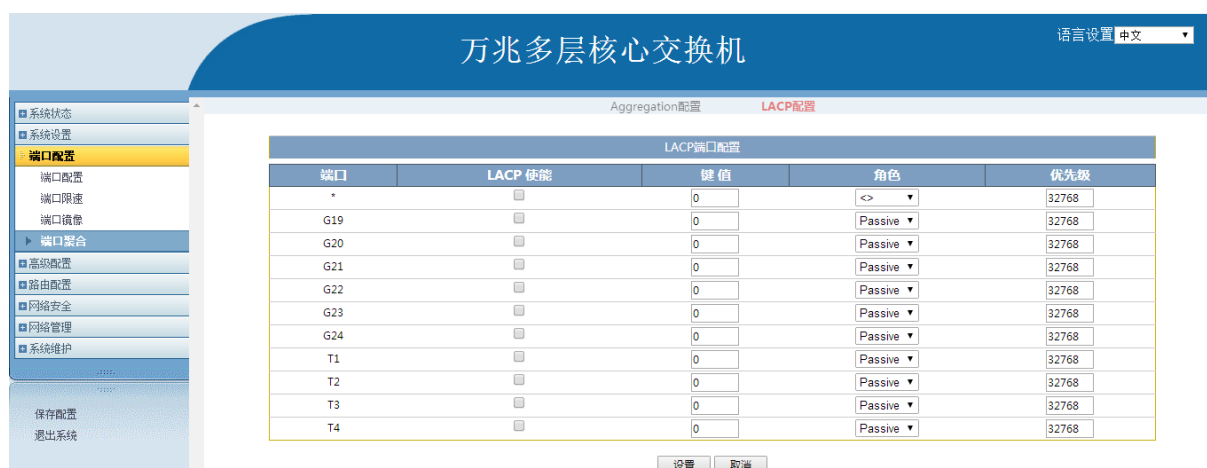 万兆多层核心交换机
语言设置 中文
系统状态
系统设置
端口配置
端口配置
端口限速
端口镜像
端口聚合
高级配置
路由配置
网络安全
网络管理
系统维护
保存配置
退出系统
Aggregation配置 LACP配置
LACP端口配置
端口 LACP 使能 键 值 角色 优先级
* 0 <> 32768
G19 0 Passive 32768
G20 0 Passive 32768
G21 0 Passive 32768
G22 0 Passive 32768
G23 0 Passive 32768
G24 0 Passive 32768
T1 0 Passive 32768
T2 0 Passive 32768
T3 0 Passive 32768
T4 0 Passive 32768
设置 取消